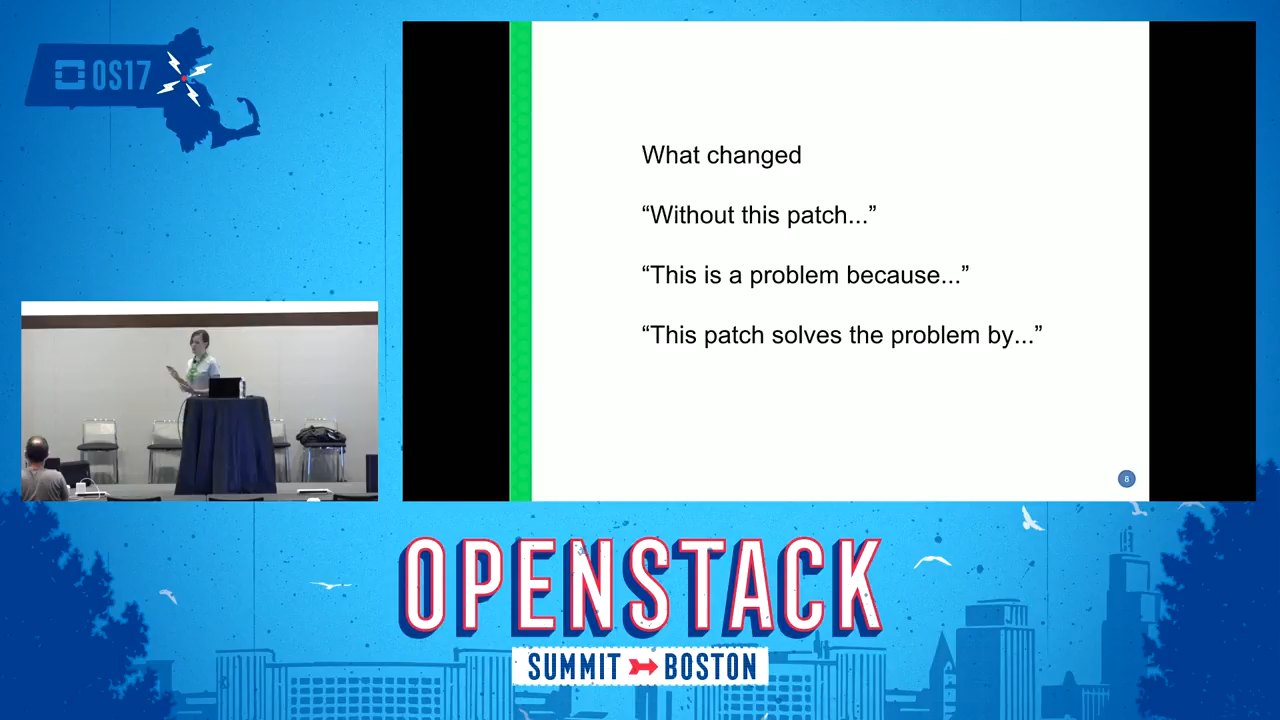 OS17
What changed
“Without this patch...”
“This is a problem because...”
“This patch solves the problem by...”
8
OPENSTACK
SUMMIT BOSTON